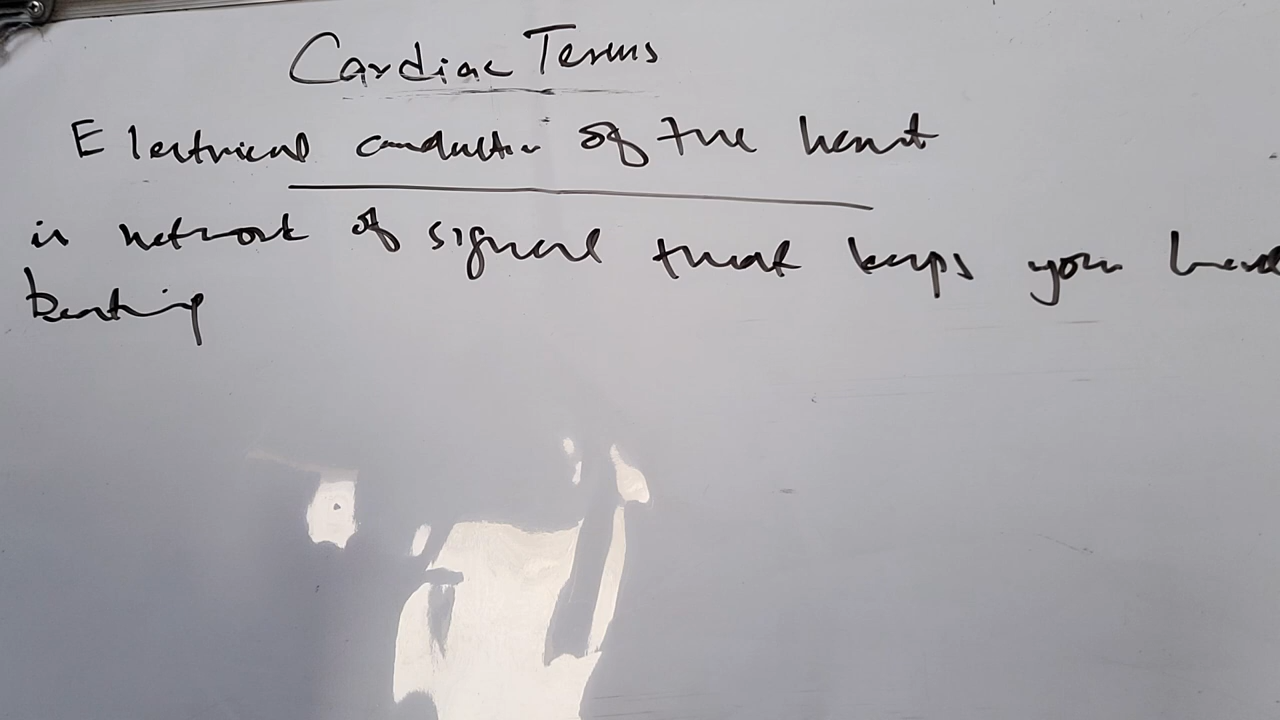 Cardiac Terms
Electrical conduction of the heart
is network of signal that keeps your
beating